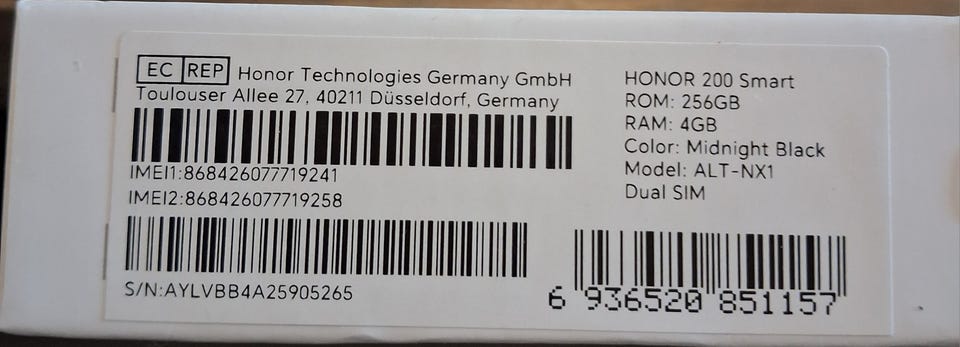 EC REP Honor Technologies Germany GmbH
Toulouser Allee 27, 40211 Düsseldorf, Germany
IMEI1:868426077719241
IMEI2:868426077719258
S/N:AYLVBB4A25905265
HONOR 200 Smart
ROM: 256GB
RAM: 4GB
Color: Midnight Black
Model: ALT-NX1
Dual SIM
6 936520 851157